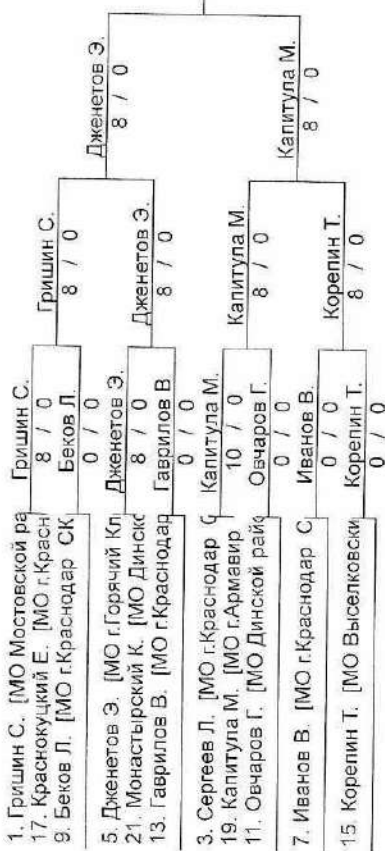 1. Гришин С. [МО Мостовской ра
17. Краснокуцкий Е. [МО г.Красн
9. Беков Л. [МО г.Краснодар СК
5. Дженетов Э. [МО г.Горячий Кл
21. Монастырский К. [МО Динско
13. Гаврилов В. [МО г.Краснодар
3. Сергеев Л. [МО г.Краснодар С
19. Капитула М. [МО г.Армавир
11. Овчаров Г. [МО Динской райо
7. Иванов В. [МО г.Краснодар С
15. Корепин Т. [МО Выселковски
Гришин С.
8 / 0
Беков Л.
0 / 0
Дженетов Э.
8 / 0
Гаврилов В
0 / 0
Капитула М.
10 / 0
Овчаров Г.
0 / 0
Иванов В.
0 / 0
Корепин Т.
0 / 0
Гришин С.
8 / 0
Дженетов Э.
8 / 0
Капитула М.
8 / 0
Корепин Т.
8 / 0
Дженетов Э.
8 / 0
Капитула М.
8 / 0